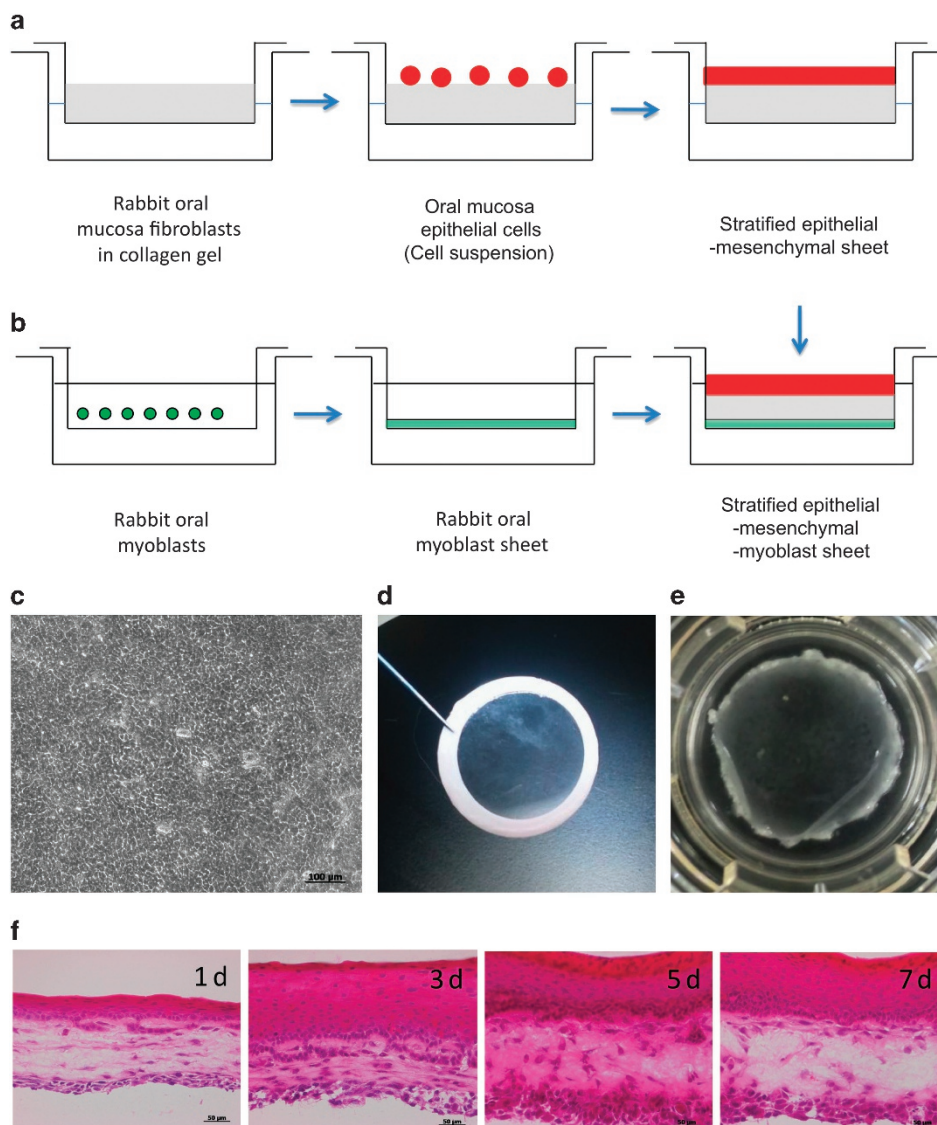 a
Rabbit oral
mucosa fibroblasts
in collagen gel
Oral mucosa
epithelial cells
(Cell suspension)
Stratified epithelial
-mesenchymal sheet
b
Rabbit oral
myoblasts
Rabbit oral
myoblast sheet
Stratified epithelial
-mesenchymal
-myoblast sheet
c
100 µm
d
e
f
1 d
50 µm
3 d
50 µm
5 d
50 µm
7 d
50 µm